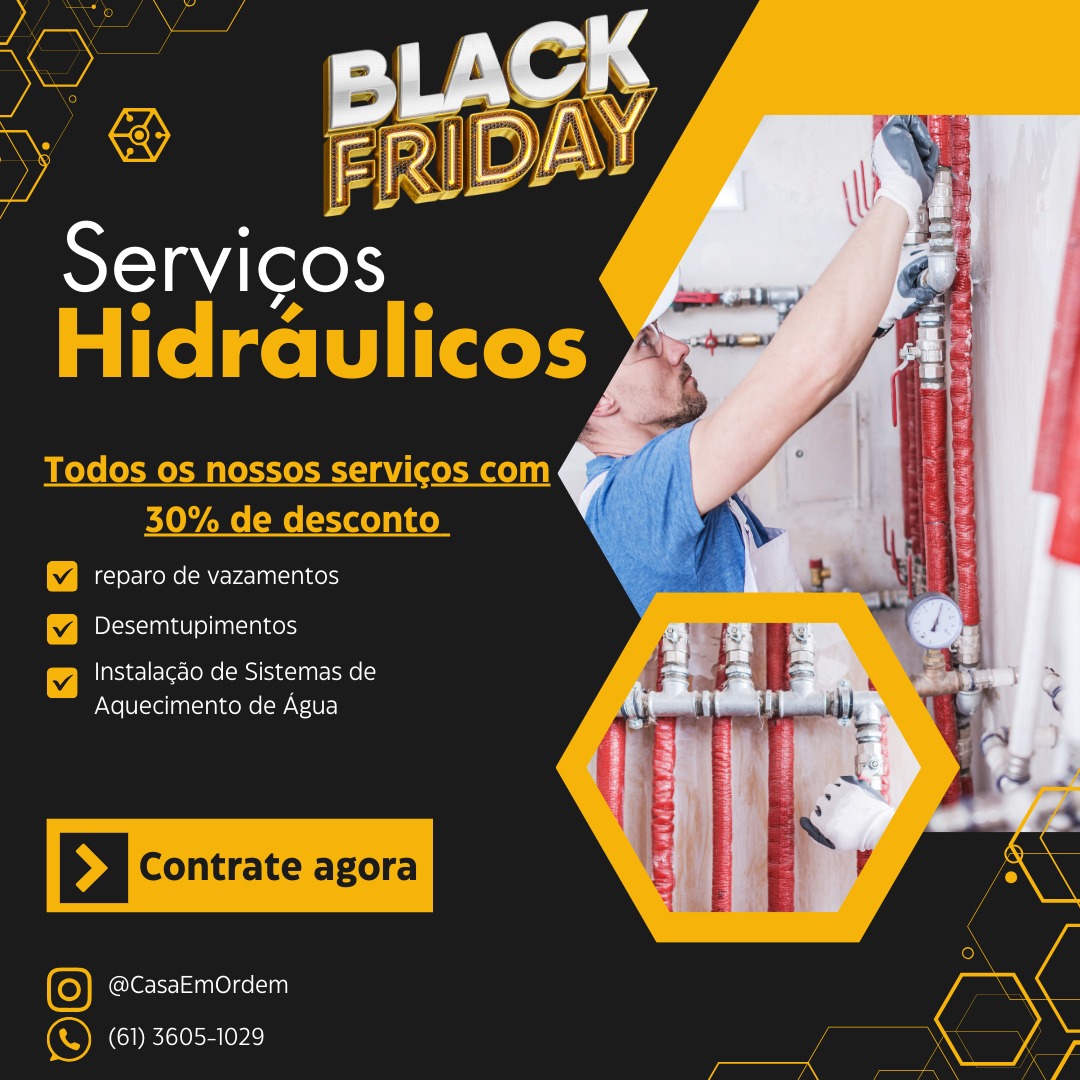 BLACK
FRIDAY
Serviços
Hidráulicos
Todos os nossos serviços com
30% de desconto
reparo de vazamentos
Desemtupimentos
Instalação de Sistemas de
Aquecimento de Água
Contrate agora
@CasaEmOrdem
(61) 3605-1029